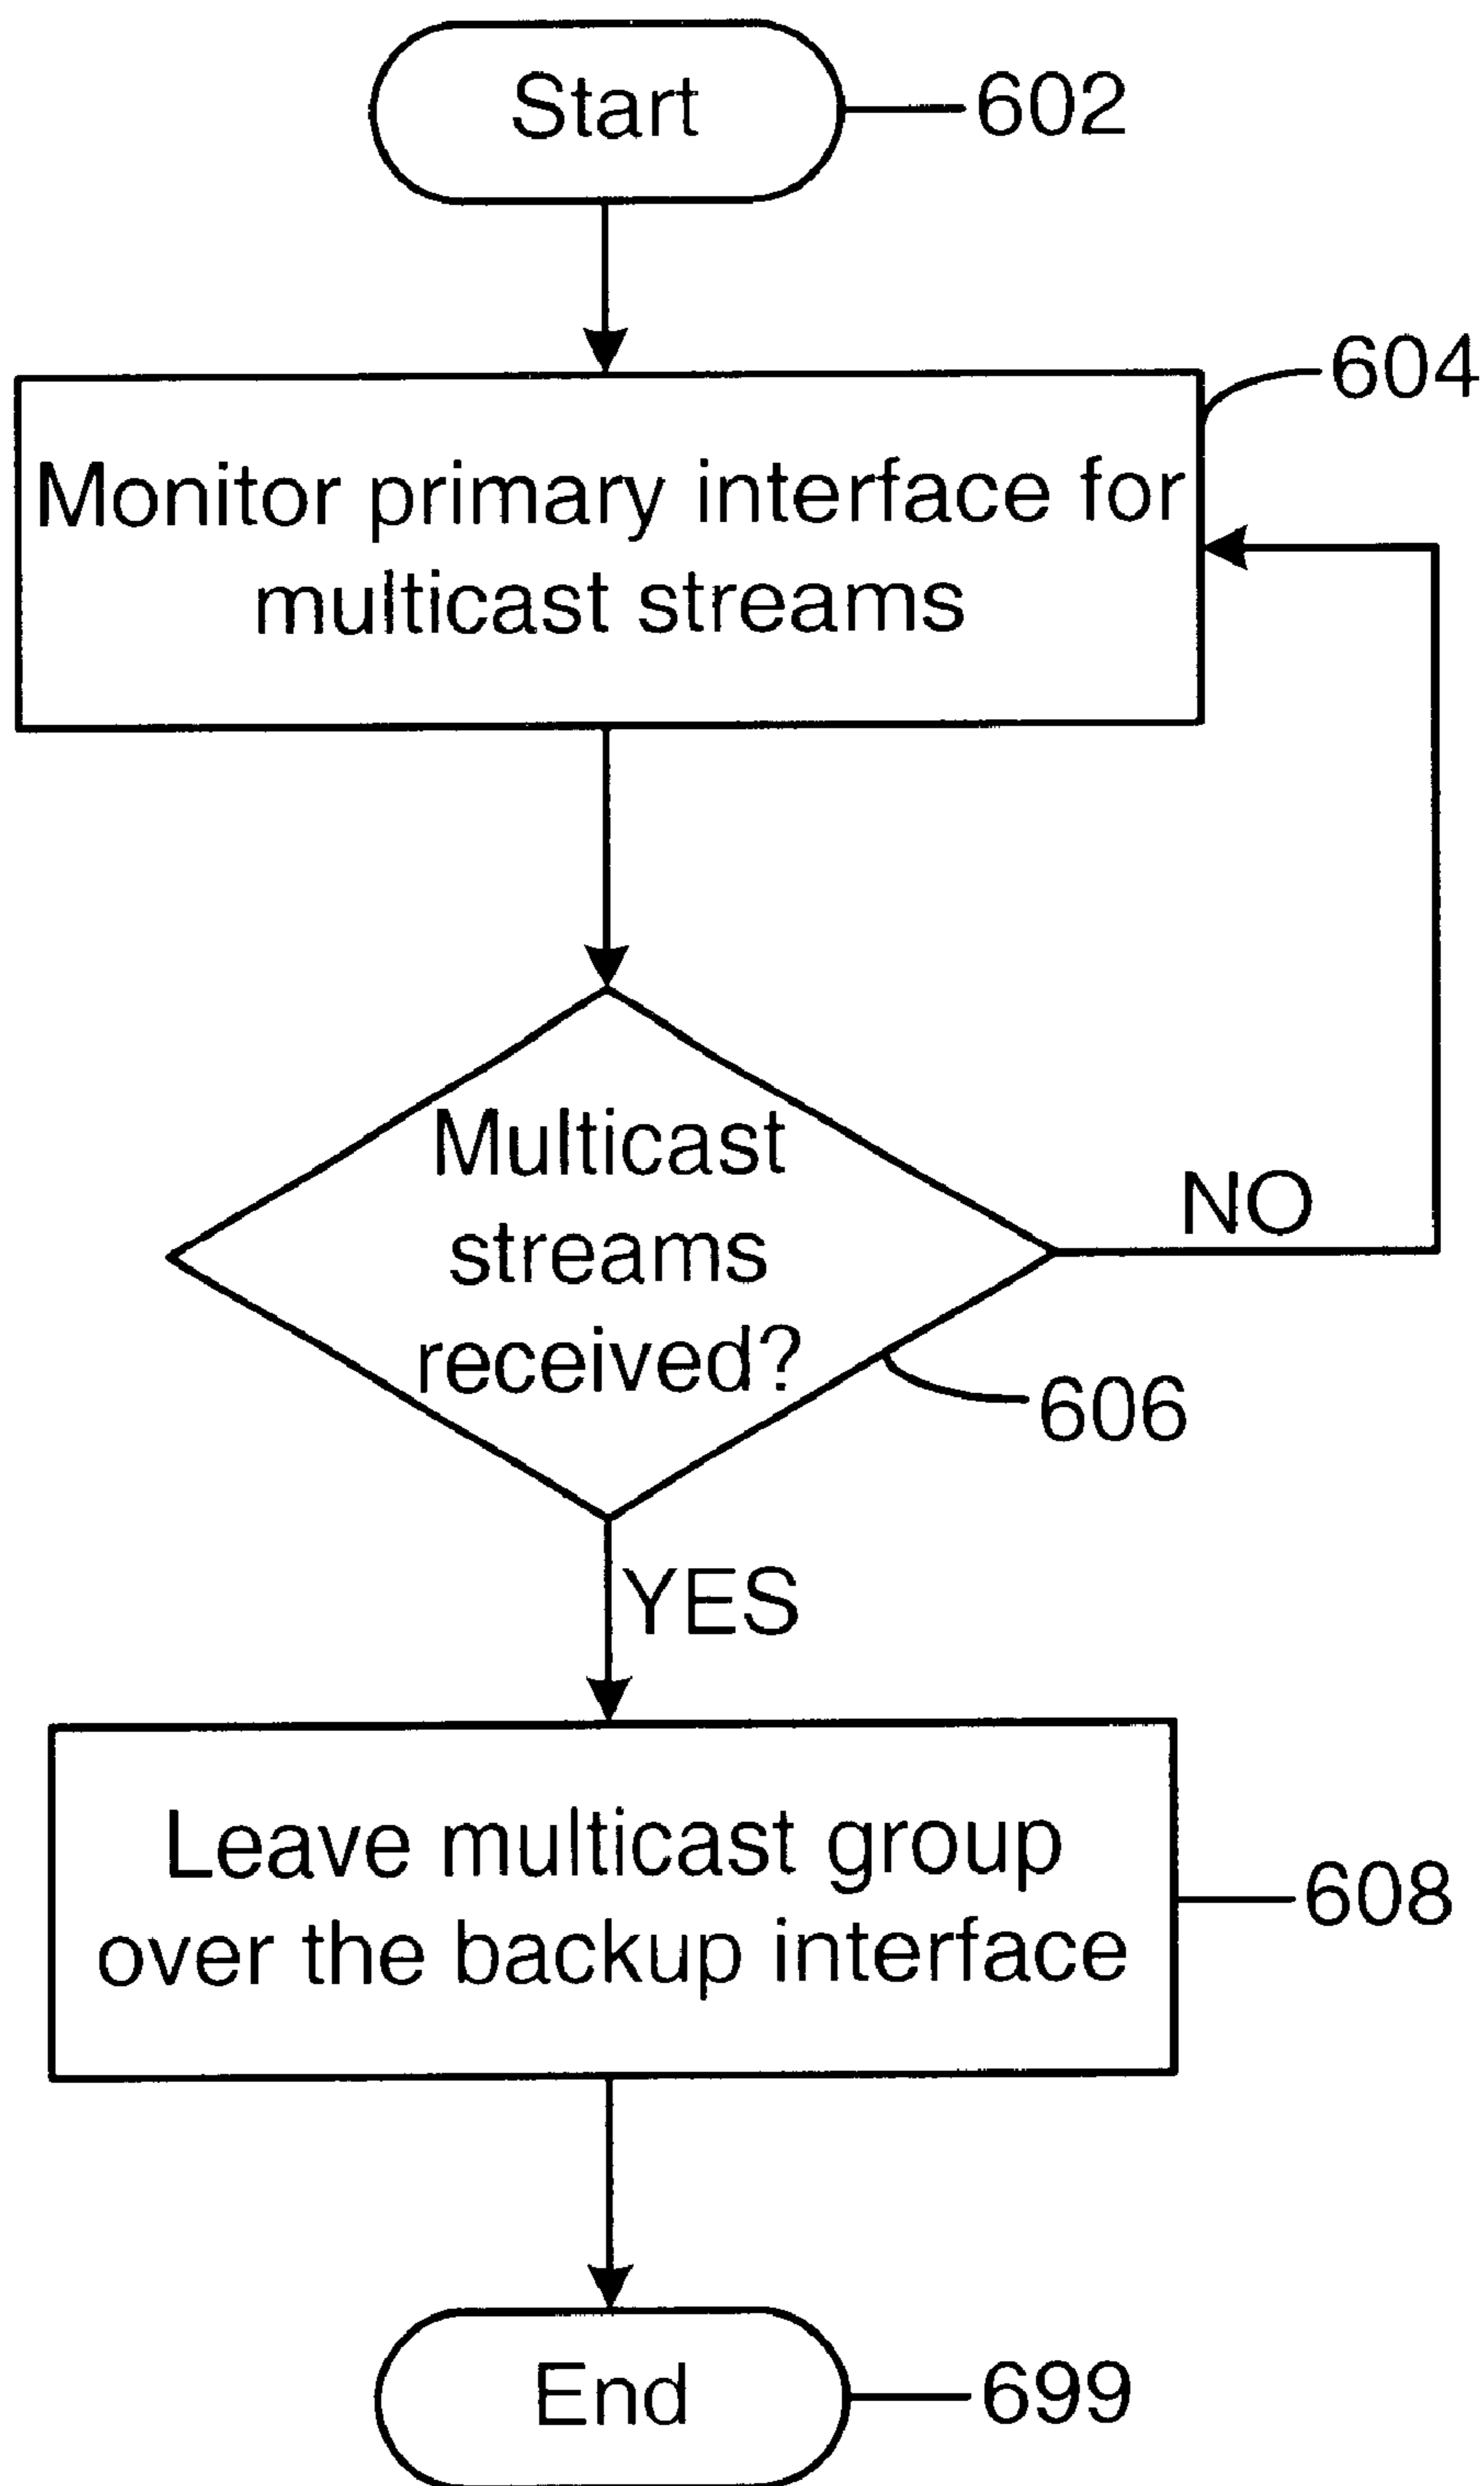 Start
602
604
Monitor primary interface for
multicast streams
Multicast
streams
received?
NO
606
YES
Leave multicast group
over the backup interface
608
End
699